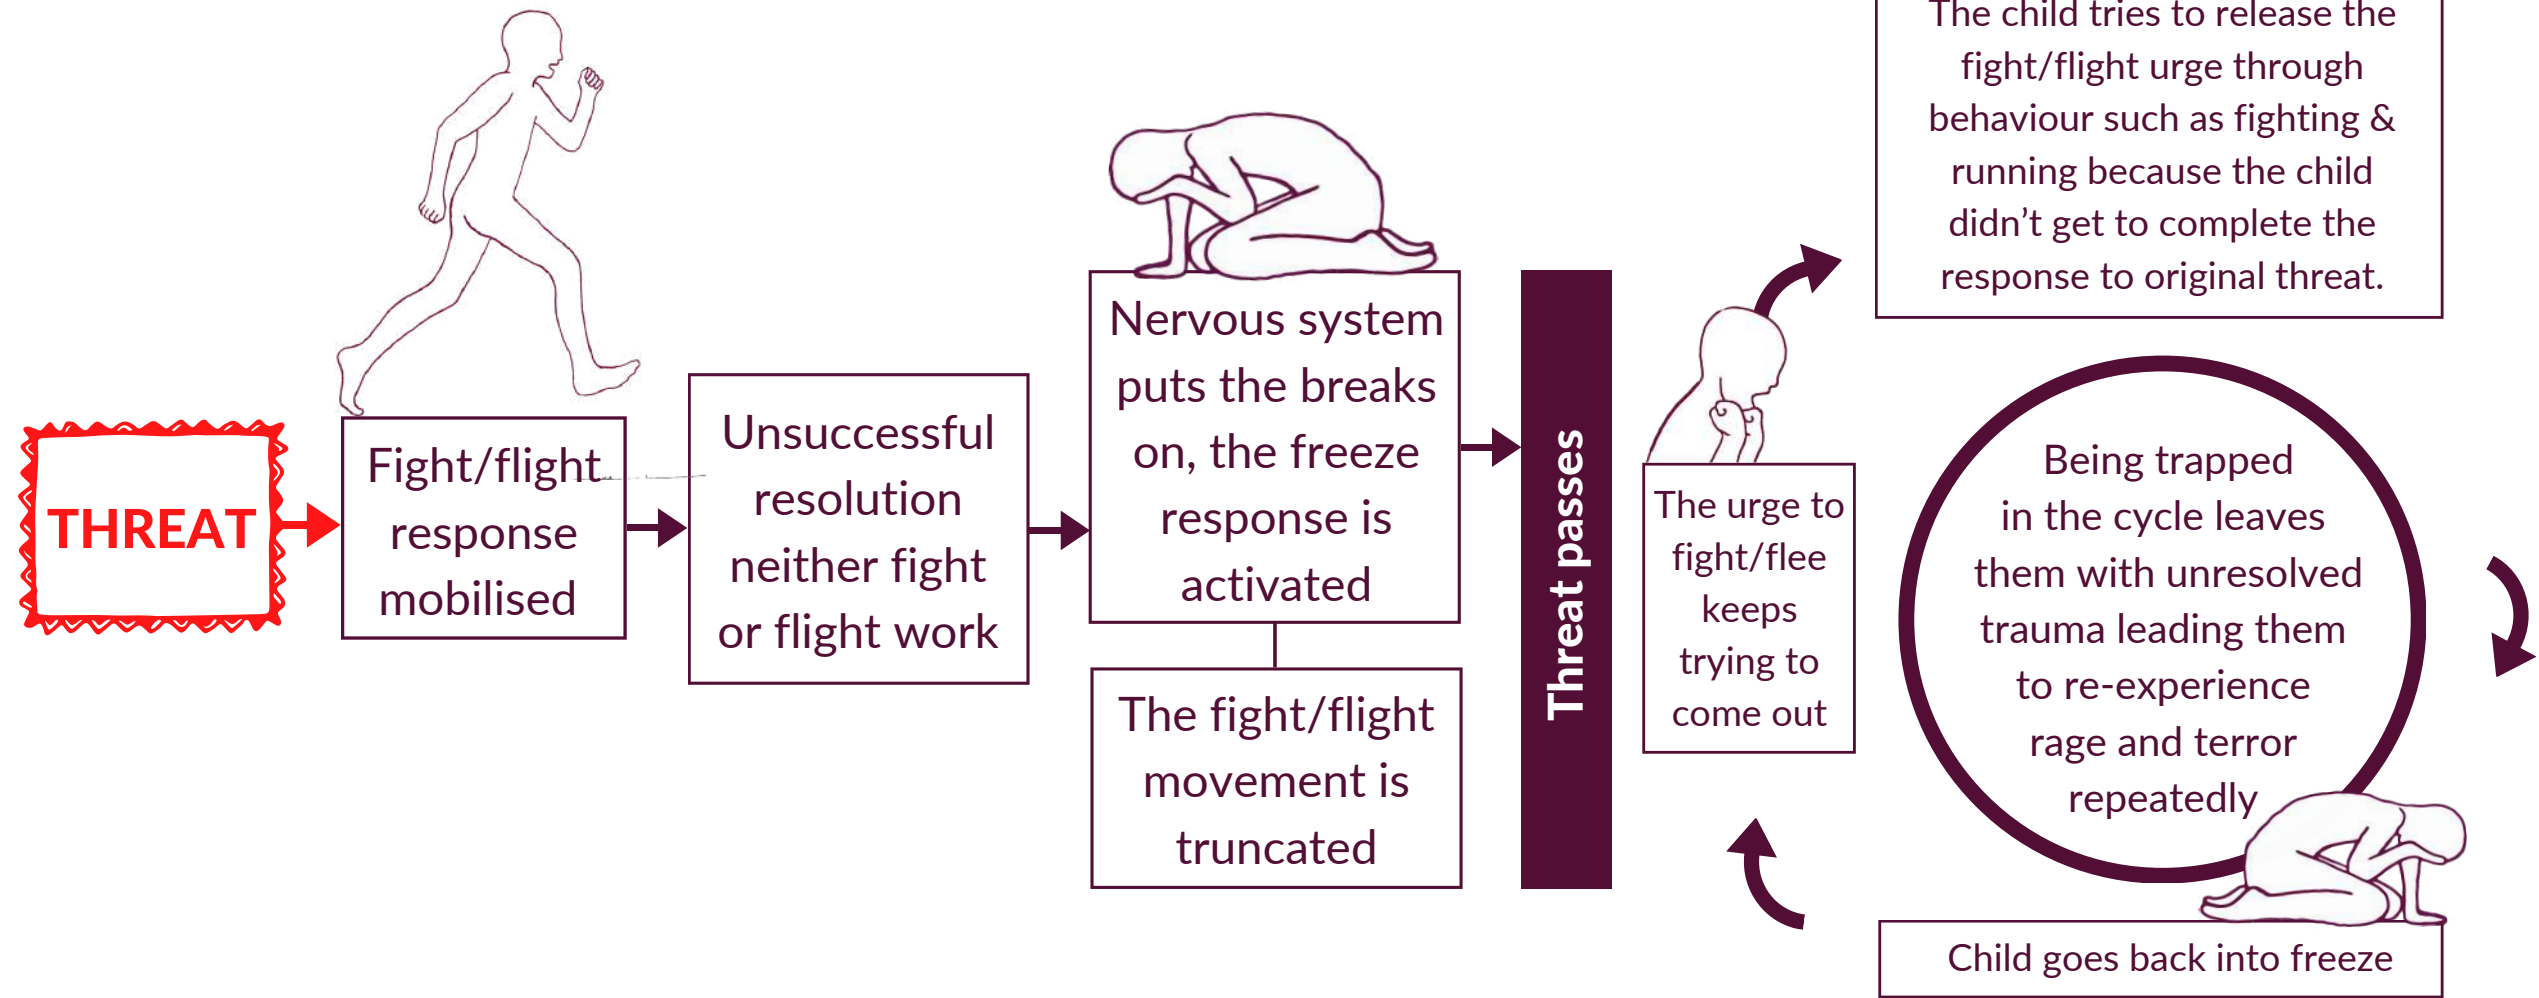 THREAT
Fight/flight
response
mobilised
Unsuccessful
resolution
neither fight
or flight work
Nervous system
puts the breaks
on, the freeze
response is
activated
The fight/flight
movement is
truncated
Threat passes
The urge to
fight/flee
keeps
trying to
come out
The child tries to release the
fight/flight urge through
behaviour such as fighting &
running because the child
didn’t get to complete the
response to original threat.
Being trapped
in the cycle leaves
them with unresolved
trauma leading them
to re-experience
rage and terror
repeatedly
Child goes back into freeze